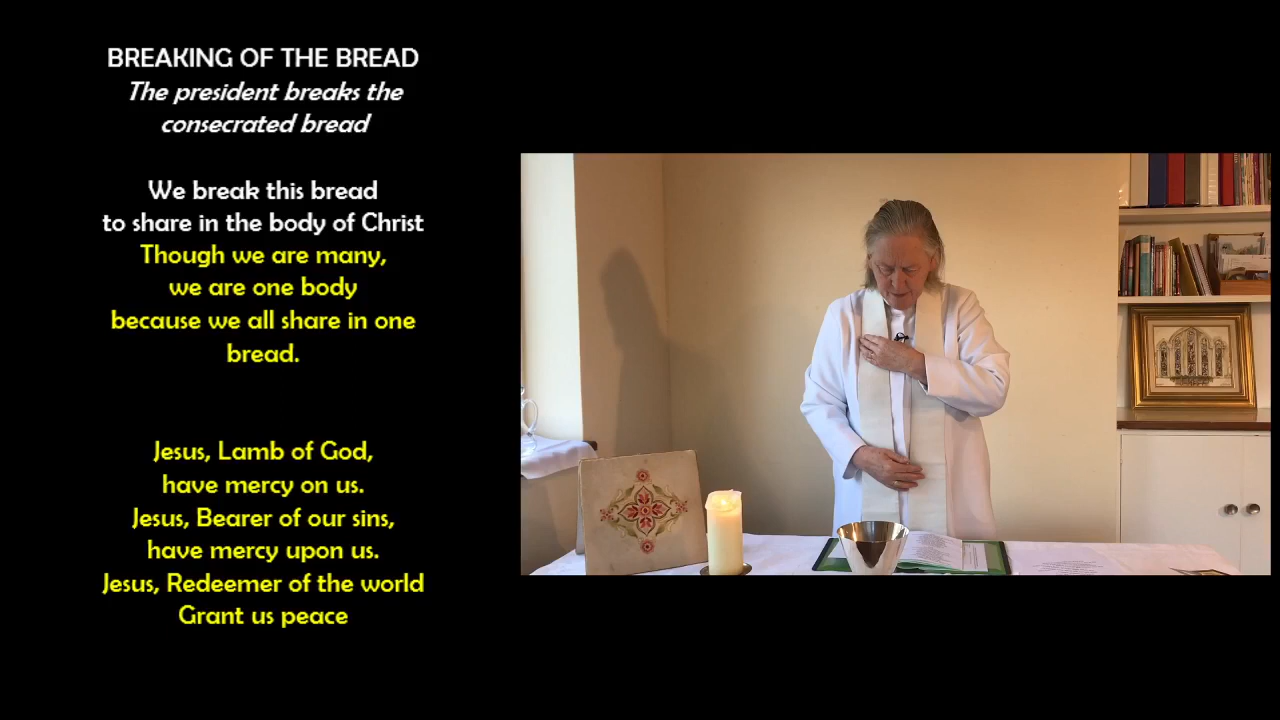 BREAKING OF THE BREAD
The president breaks the
consecrated bread
We break this bread
to share in the body of Christ
Though we are many,
we are one body
because we all share in one
bread.
Jesus, Lamb of God,
have mercy on us.
Jesus, Bearer of our sins,
have mercy upon us.
Jesus, Redeemer of the world
Grant us peace